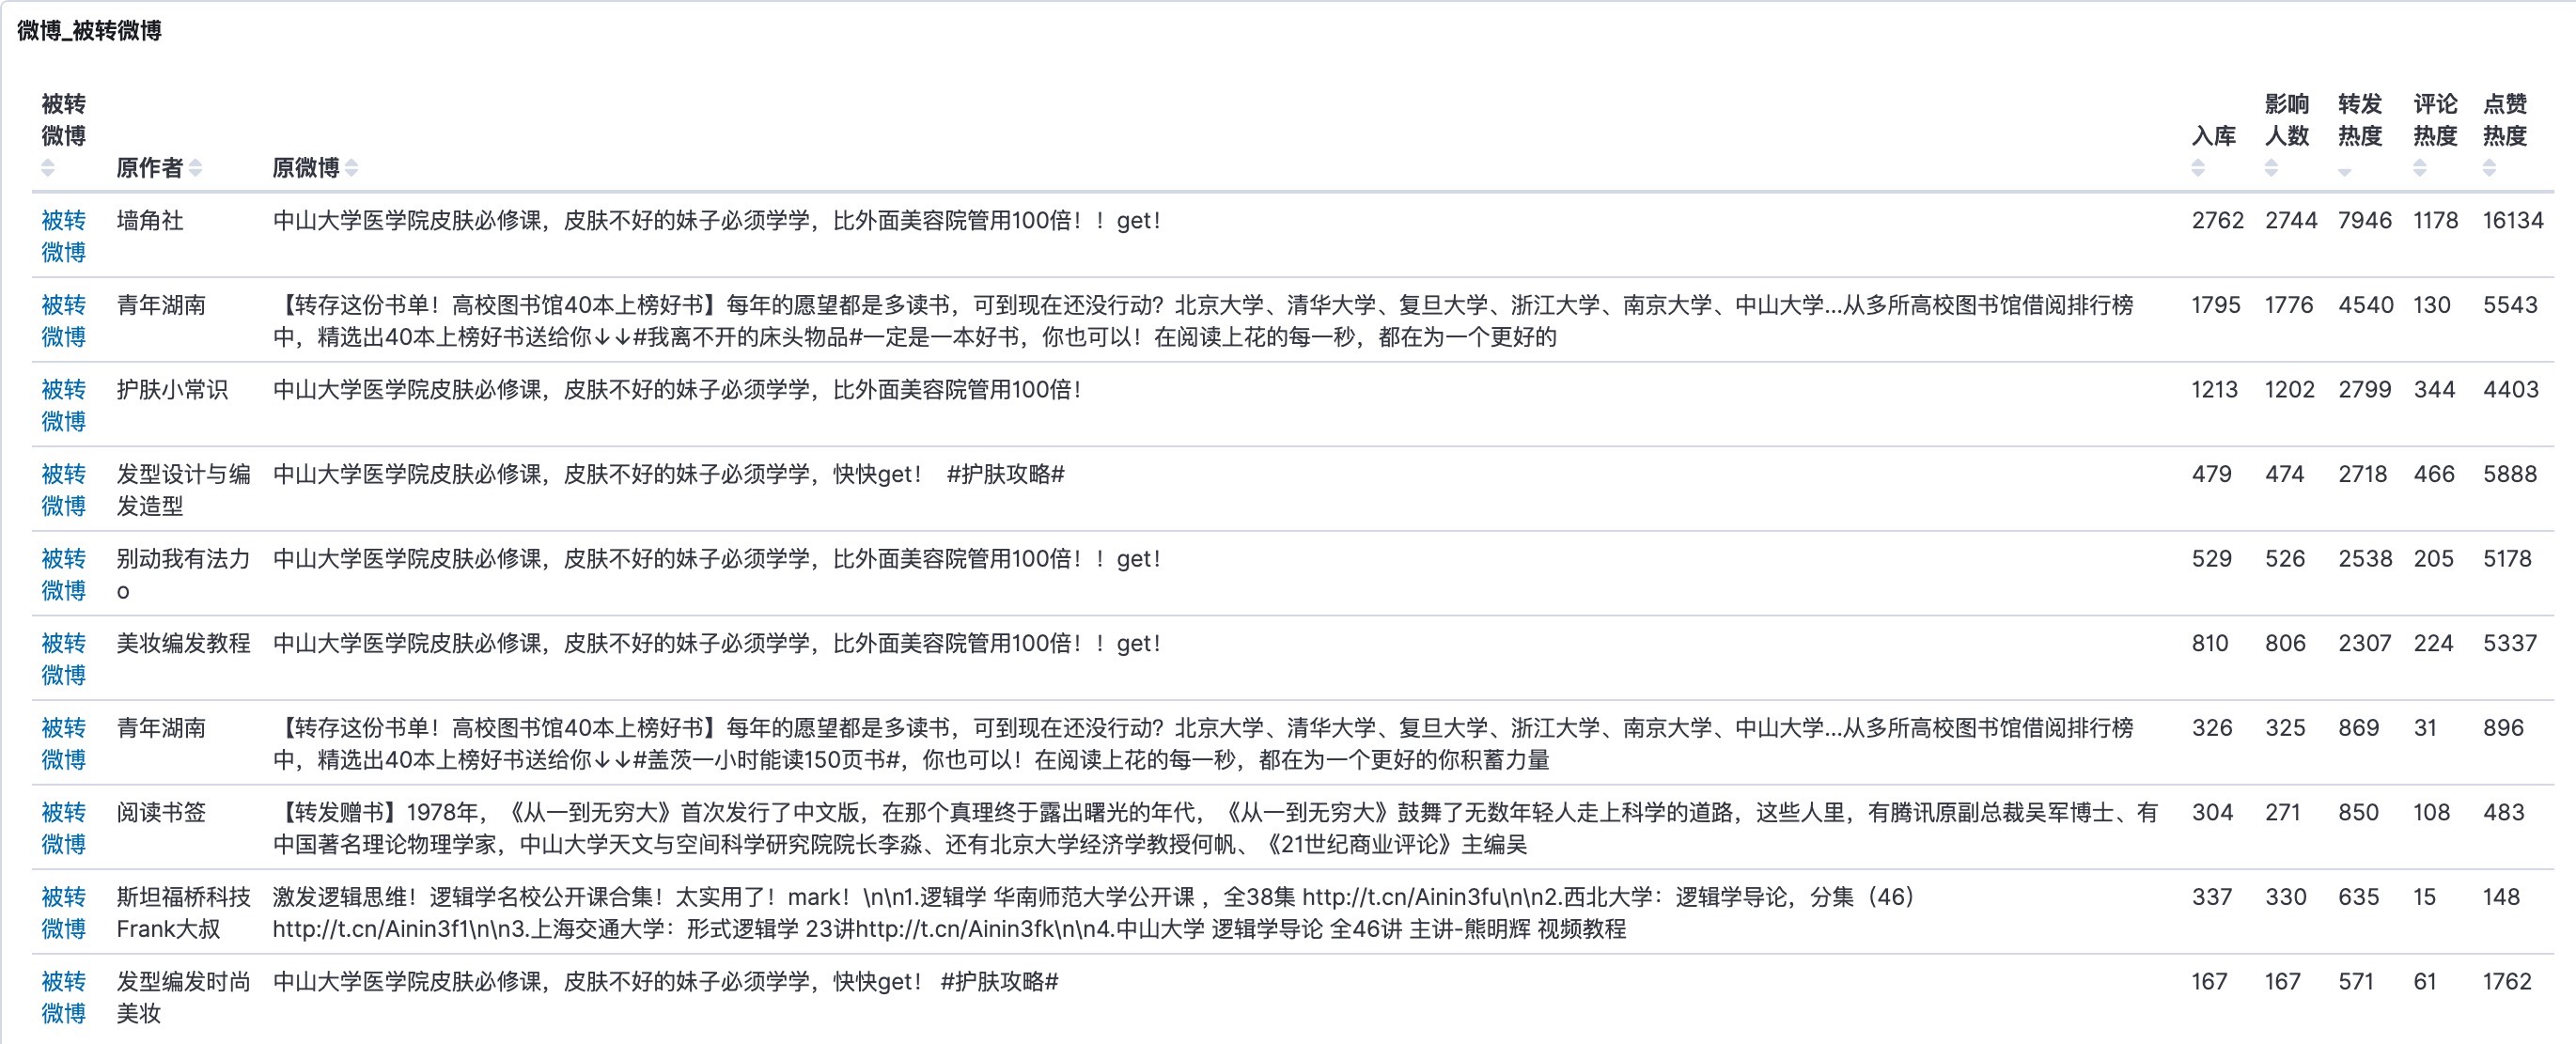 微博_被转微博
被转微博 原作者 原微博 入库 影响人数 转发热度 评论热度 点赞热度
被转微博 墙角社 中山大学医学院皮肤必修课，皮肤不好的妹子必须学学，比外面美容院管用100倍！！get！ 2762 2744 7946 1178 16134
被转微博 青年湖南 【转存这份书单！高校图书馆40本上榜好书】每年的愿望都是多读书，可到现在还没行动？北京大学、清华大学、复旦大学、浙江大学、南京大学、中山大学...从多所高校图书馆借阅排行榜 1795 1776 4540 130 5543
中，精选出40本上榜好书送给你↓↓#我离不开的床头物品#一定是一本好书，你也可以！在阅读上花的每一秒，都在为一个更好的
被转微博 护肤小常识 中山大学医学院皮肤必修课，皮肤不好的妹子必须学学，比外面美容院管用100倍！ 1213 1202 2799 344 4403
被转微博 发型设计与编发造型 中山大学医学院皮肤必修课，皮肤不好的妹子必须学学，快快get！ #护肤攻略# 479 474 2718 466 5888
被转微博 别动我有法力o 中山大学医学院皮肤必修课，皮肤不好的妹子必须学学，比外面美容院管用100倍！！get！ 529 526 2538 205 5178
被转微博 美妆编发教程 中山大学医学院皮肤必修课，皮肤不好的妹子必须学学，比外面美容院管用100倍！！get！ 810 806 2307 224 5337
被转微博 青年湖南 【转存这份书单！高校图书馆40本上榜好书】每年的愿望都是多读书，可到现在还没行动？北京大学、清华大学、复旦大学、浙江大学、南京大学、中山大学...从多所高校图书馆借阅排行榜 326 325 869 31 896
中，精选出40本上榜好书送给你↓↓#盖茨一小时能读150页书#，你也可以！在阅读上花的每一秒，都在为一个更好的你积蓄力量
被转微博 阅读书签 【转发赠书】1978年，《从一到无穷大》首次发行了中文版，在那个真理终于露出曙光的年代，《从一到无穷大》鼓舞了无数年轻人走上科学的道路，这些人里，有腾讯原副总裁吴军博士、有 304 271 850 108 483
中国著名理论物理学家，中山大学天文与空间科学研究院院长李淼、还有北京大学经济学教授何帆、《21世纪商业评论》主编吴
被转微博 斯坦福桥科技Frank大叔 激发逻辑思维！逻辑学名校公开课合集！太实用了！mark！\n\n1.逻辑学 华南师范大学公开课 ，全38集 http://t.cn/Ainin3fu\n\n2.西北大学：逻辑学导论，分集（46） 337 330 635 15 148
http://t.cn/Ainin3f1\n\n3.上海交通大学：形式逻辑学 23讲http://t.cn/Ainin3fk\n\n4.中山大学 逻辑学导论 全46讲 主讲-熊明辉 视频教程
被转微博 发型编发时尚美妆 中山大学医学院皮肤必修课，皮肤不好的妹子必须学学，快快get！ #护肤攻略# 167 167 571 61 1762